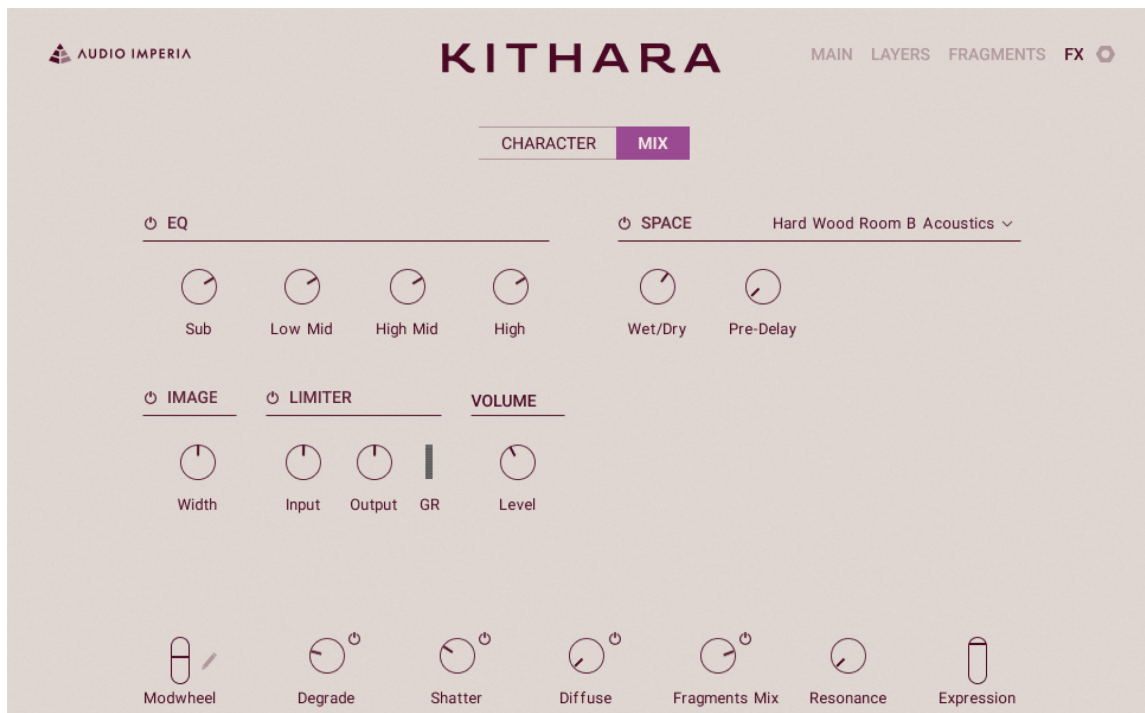 AUDIO IMPERIA
KITHARA
MAIN LAYERS FRAGMENTS FX
CHARACTER MIX
EQ
SPACE Hard Wood Room B Acoustics
Sub Low Mid High Mid High
Wet/Dry Pre-Delay
IMAGE LIMITER VOLUME
Width Input Output GR Level
Modwheel Degrade Shatter Diffuse Fragments Mix Resonance Expression